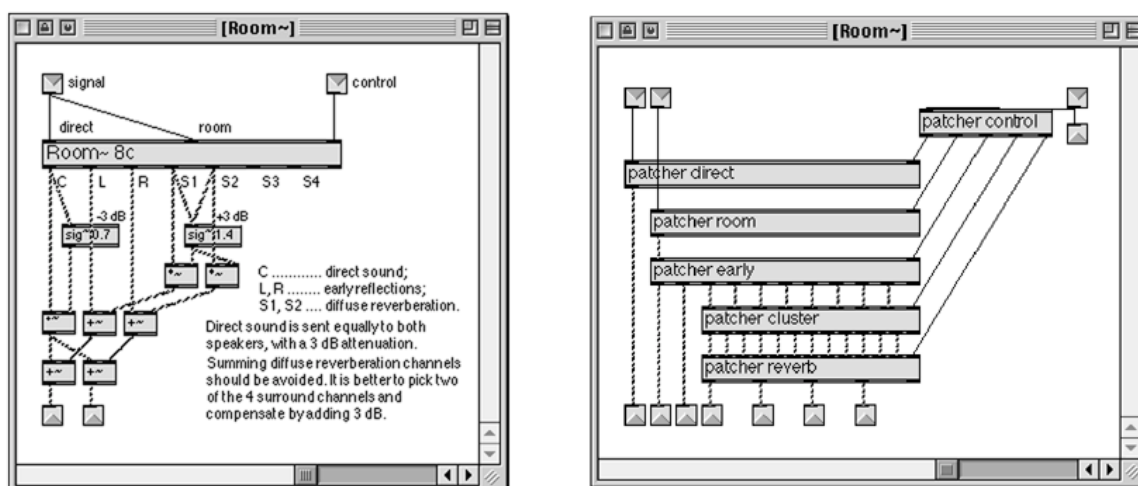 [Room~]
signal
control
direct
room
Room~ 8c
C
L
R
S1
S2
S3
S4
-3 dB
+3 dB
sig~ 0.7
sig~ 1.4
+~
+~
C ............ direct sound;
L, R ........ early reflections;
S1, S2 .... diffuse reverberation.
+~
+~
+~
Direct sound is sent equally to both
speakers, with a 3 dB attenuation.
Summing diffuse reverberation channels
should be avoided. It is better to pick two
of the 4 surround channels and
compensate by adding 3 dB.
+~
+~
[Room~]
patcher control
patcher direct
patcher room
patcher early
patcher cluster
patcher reverb